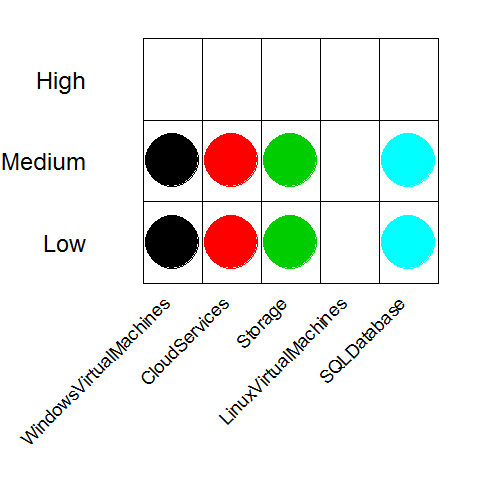 High
Medium
Low
WindowsVirtualMachines
CloudServices
Storage
LinuxVirtualMachines
SQLDatabase